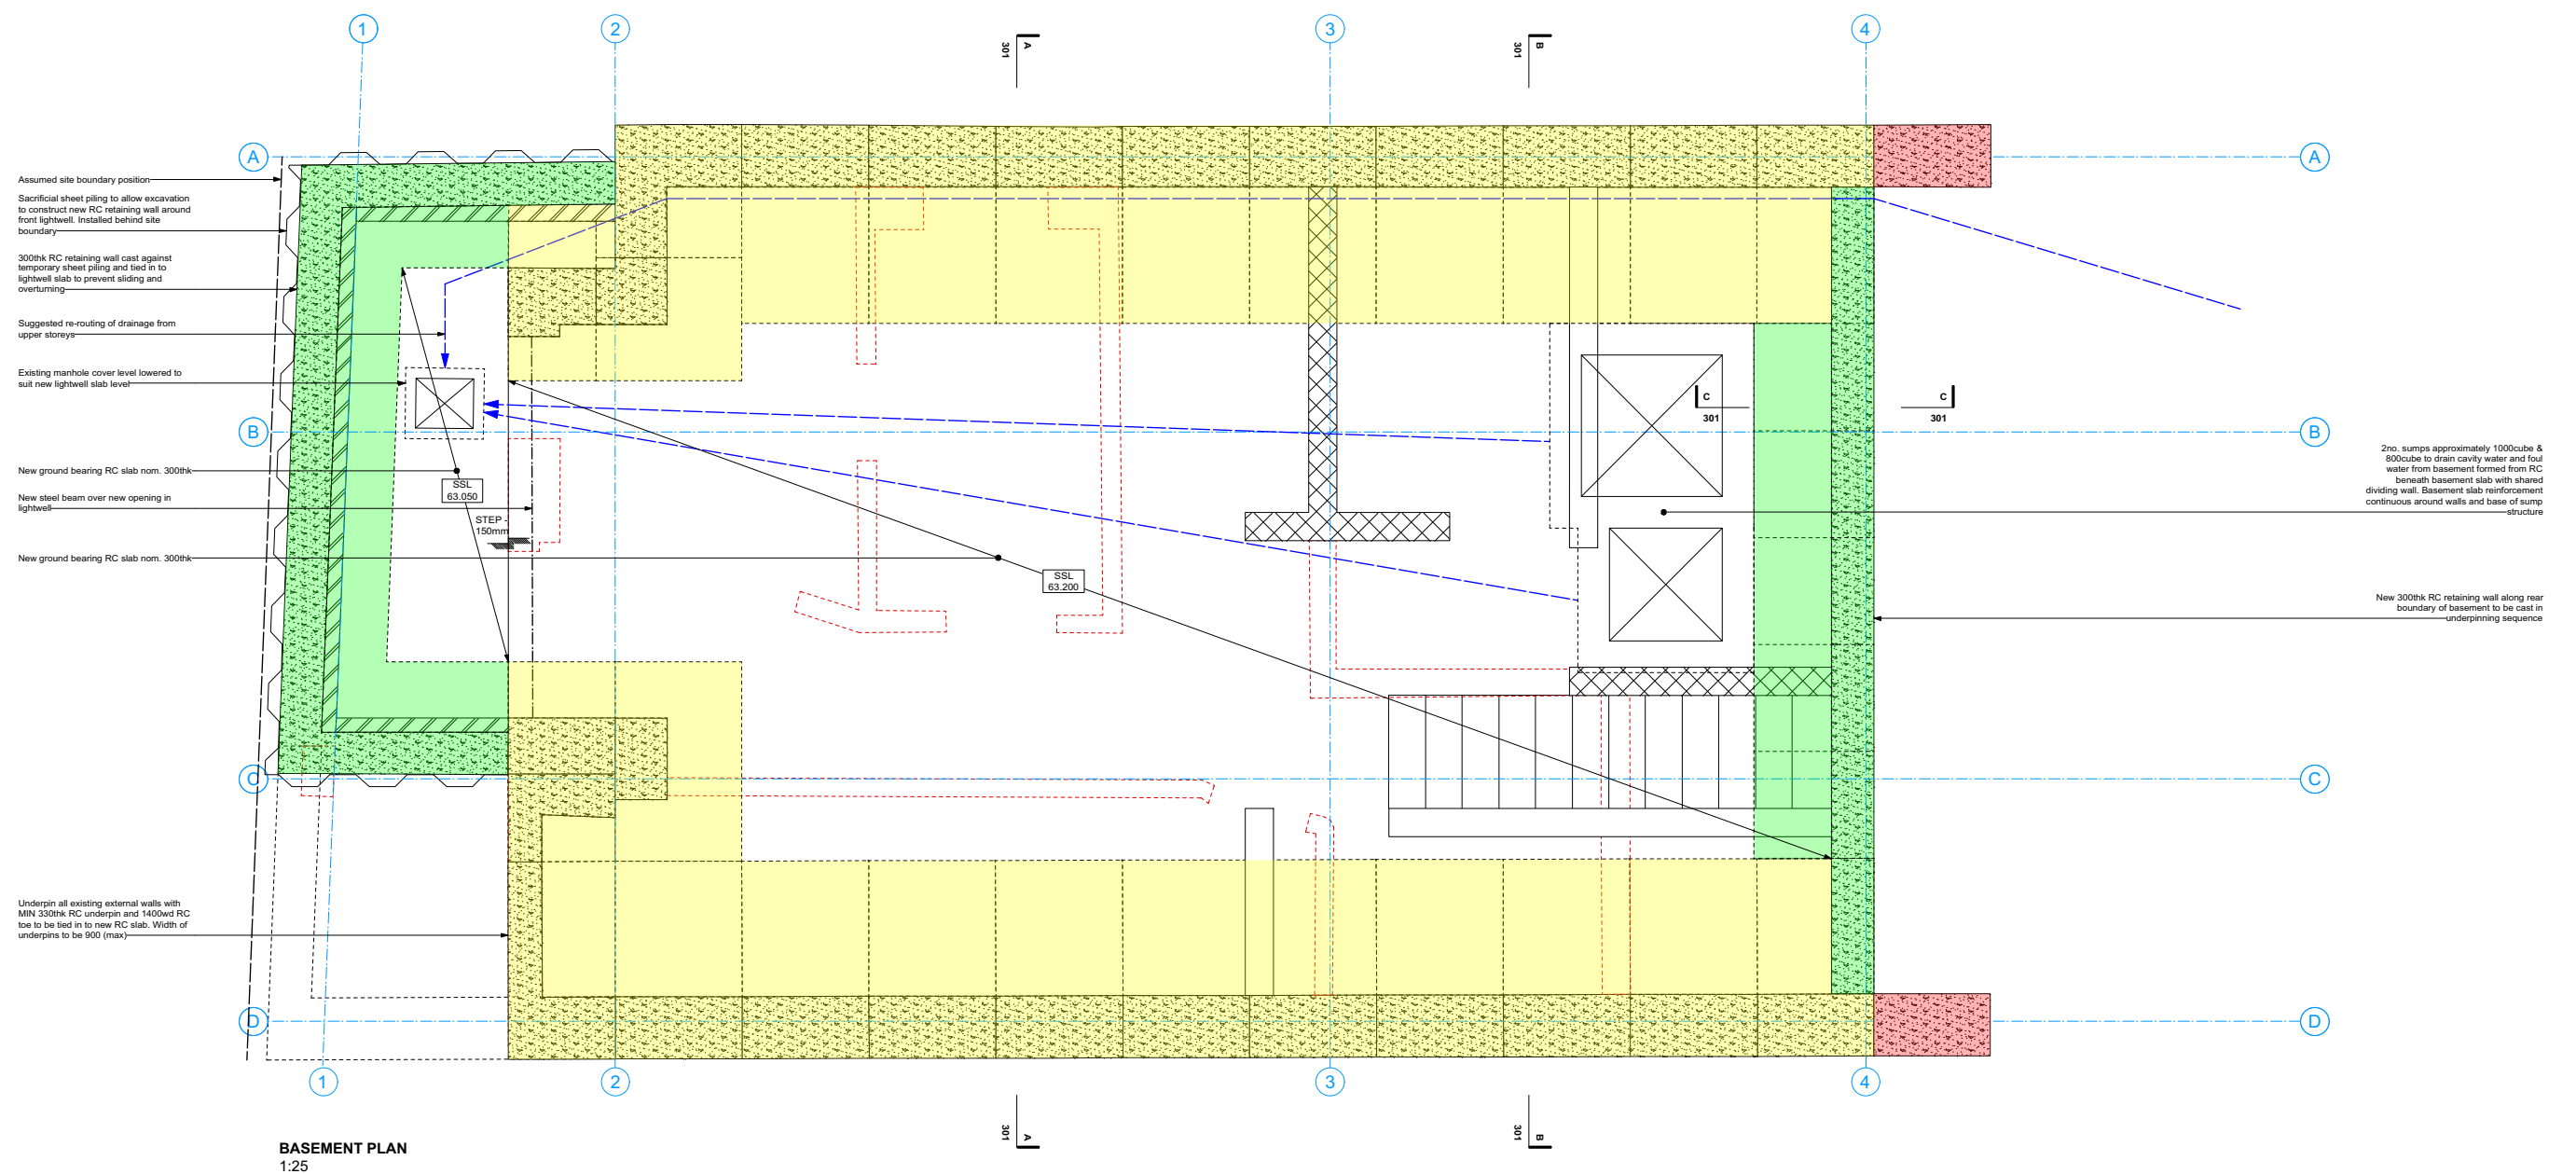 1
2
3
4
301
A
301
B
A
A
Assumed site boundary position
Sacrificial sheet piling to allow excavation
to construct new RC retaining wall around
front lightwell. Installed behind site
boundary
300thk RC retaining wall cast against
temporary sheet piling and tied in to
lightwell slab to prevent sliding and
overturning
Suggested re-routing of drainage from
upper storeys
Existing manhole cover level lowered to
suit new lightwell slab level
C
301
C
301
B
B
2no. sumps approximately 1000cube &
800cube to drain cavity water and foul
water from basement formed from RC
beneath basement slab with shared
dividing wall. Basement slab reinforcement
continuous around walls and base of sump
structure
New ground bearing RC slab nom. 300thk
SSL
63.050
New steel beam over new opening in
lightwell
STEP -
150mm
New ground bearing RC slab nom. 300thk
SSL
63.200
New 300thk RC retaining wall along rear
boundary of basement to be cast in
underpinning sequence
C
C
Underpin all existing external walls with
MIN 330thk RC underpin and 1400wd RC
toe to be tied in to new RC slab. Width of
underpins to be 900 (max)
D
D
1
2
3
4
301
A
301
B
BASEMENT PLAN
1:25